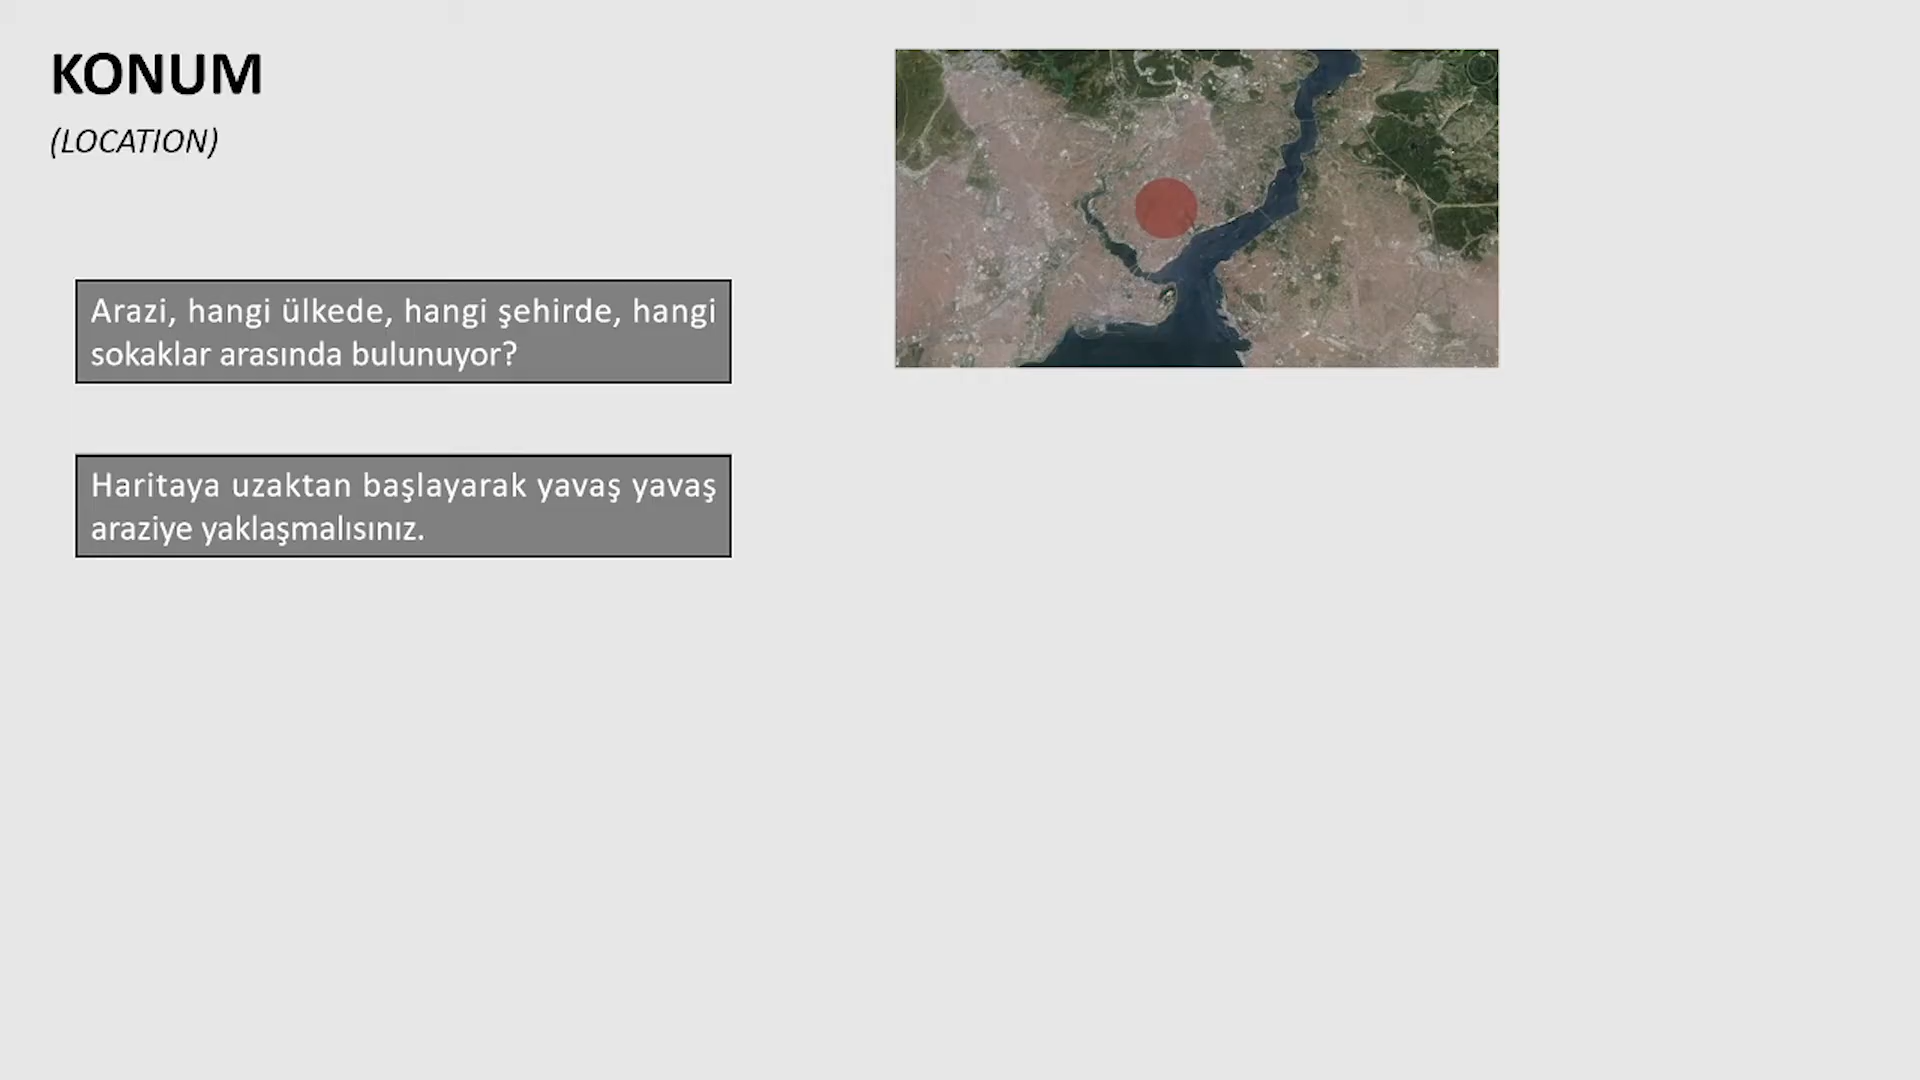 KONUM
(LOCATION)
Arazi, hangi ülkede, hangi şehirde, hangi
sokaklar arasında bulunuyor?
Haritaya uzaktan başlayarak yavaş yavaş
araziye yaklaşmalısınız.